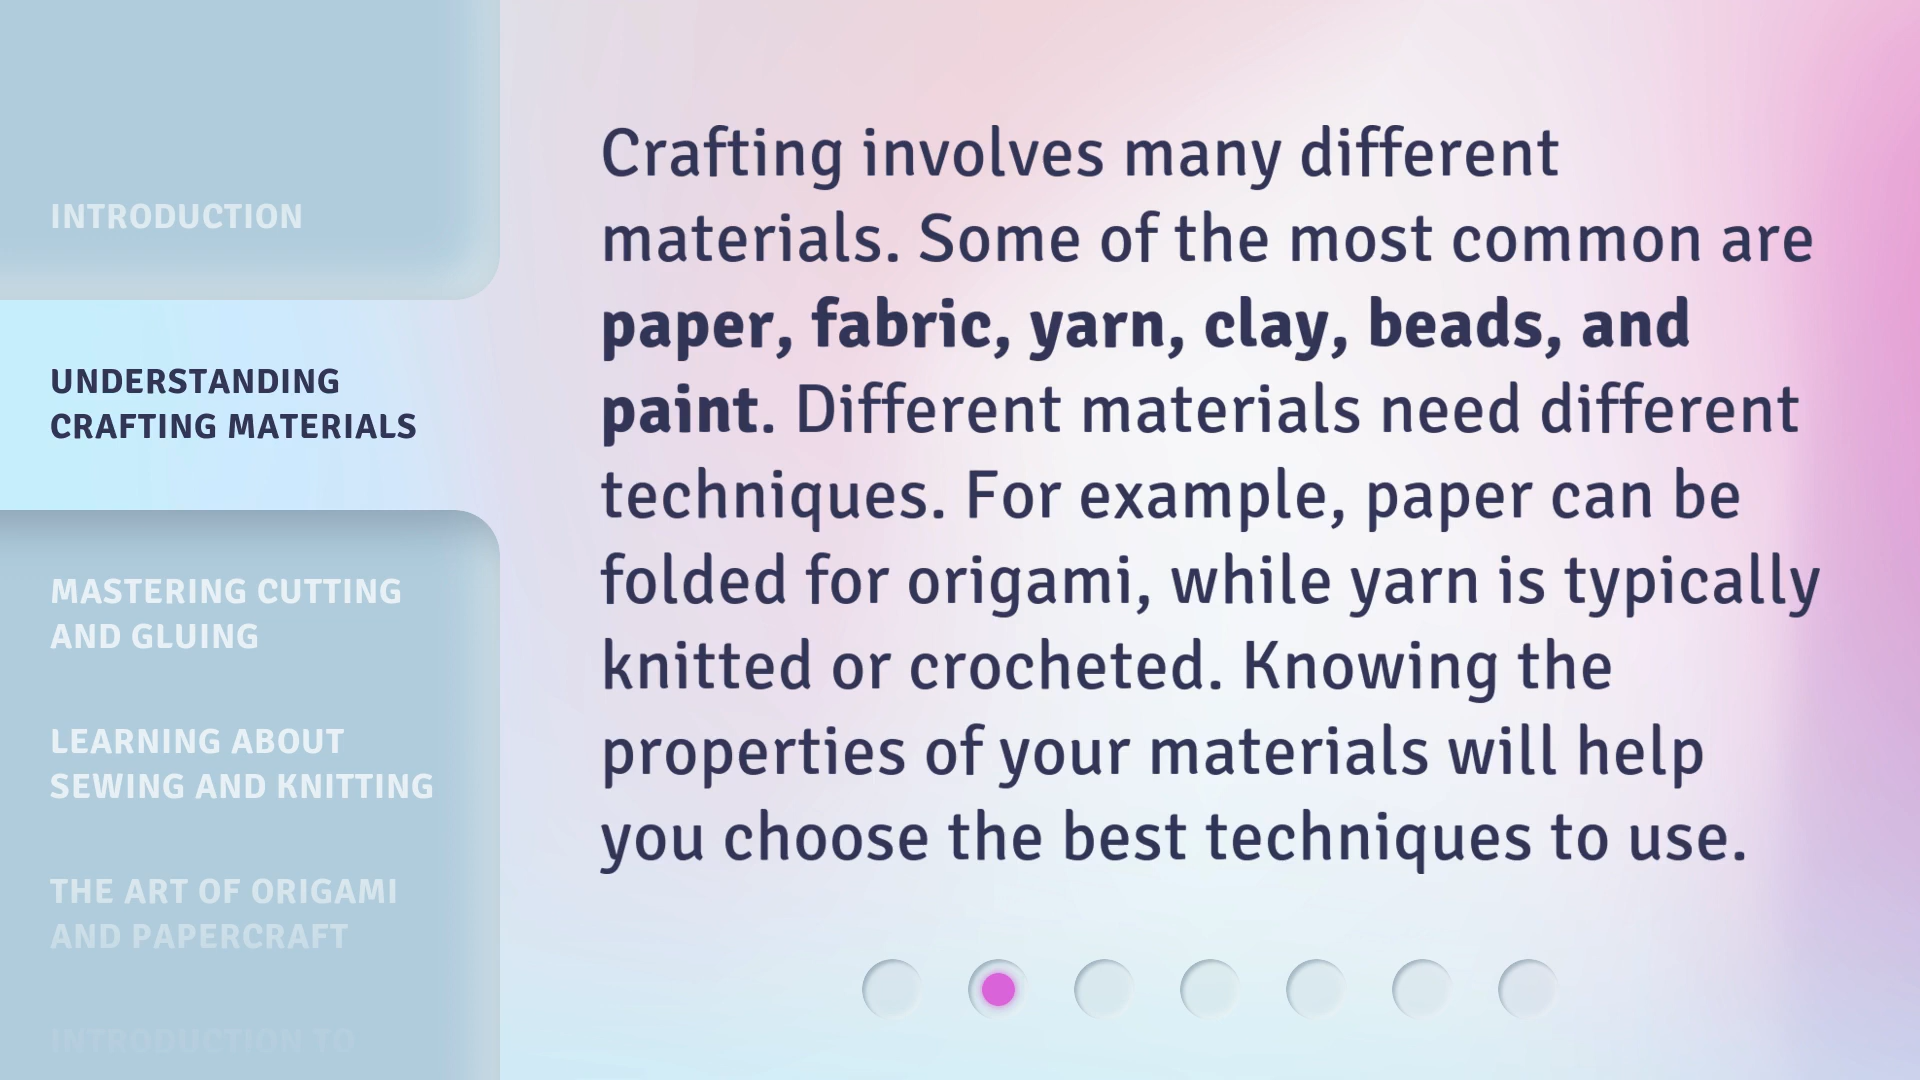 INTRODUCTION
UNDERSTANDING
CRAFTING MATERIALS
MASTERING CUTTING
AND GLUING
LEARNING ABOUT
SEWING AND KNITTING
THE ART OF ORIGAMI
AND PAPERCRAFT
INTRODUCTION TO
Crafting involves many different
materials. Some of the most common are
paper, fabric, yarn, clay, beads, and
paint. Different materials need different
techniques. For example, paper can be
folded for origami, while yarn is typically
knitted or crocheted. Knowing the
properties of your materials will help
you choose the best techniques to use.